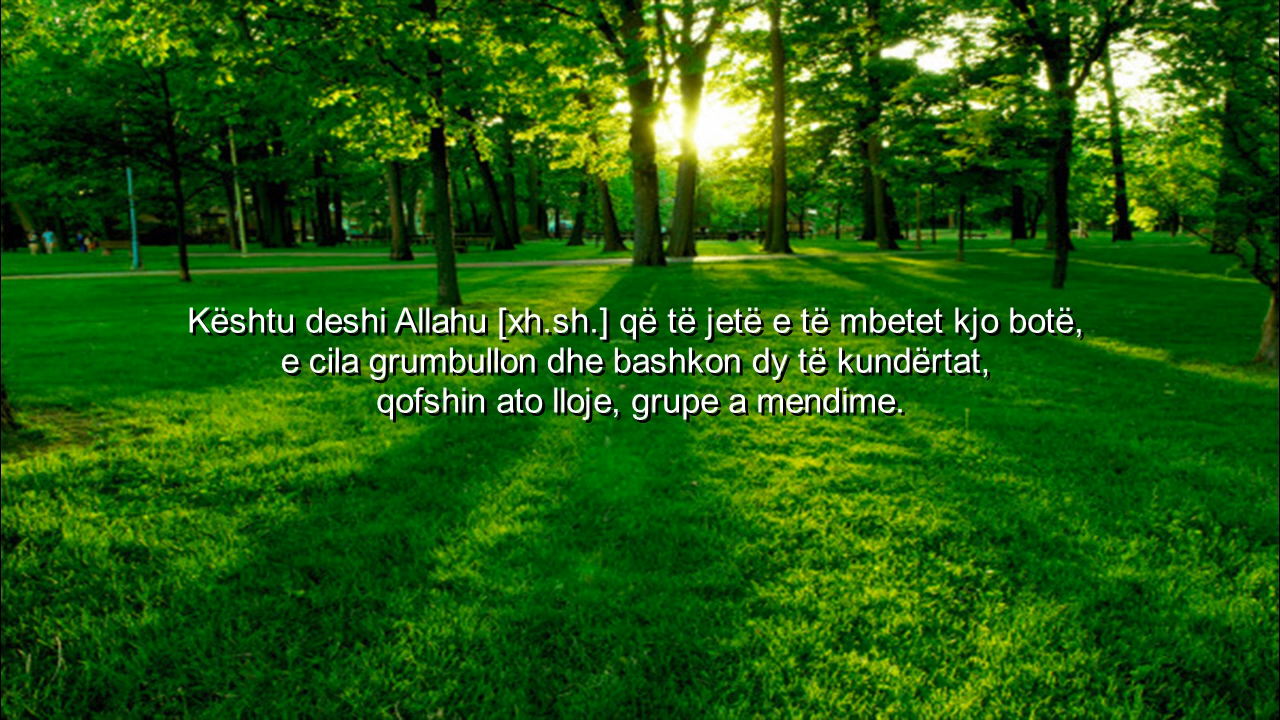 Kështu deshi Allahu [xh.sh.] që të jetë e të mbetet kjo botë,
e cila grumbullon dhe bashkon dy të kundërtat,
qofshin ato lloje, grupe a mendime.